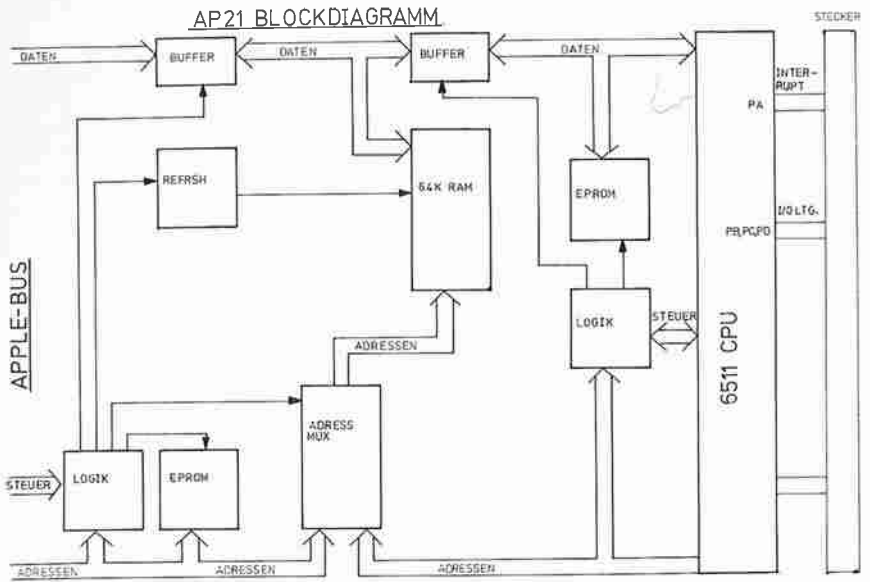 AP21 BLOCKDIAGRAMM
STECKER
DATEN
BUFFER
DATEN
BUFFER
DATEN
INTER-
RUPT
PA
REFRSH
64K RAM
EPROM
I/O LTG.
PB,PC,PD
APPLE-BUS
LOGIK
STEUER
6511 CPU
ADRESSEN
ADRESS
MUX
STEUER
LOGIK
EPROM
ADRESSEN
ADRESSEN
ADRESSEN